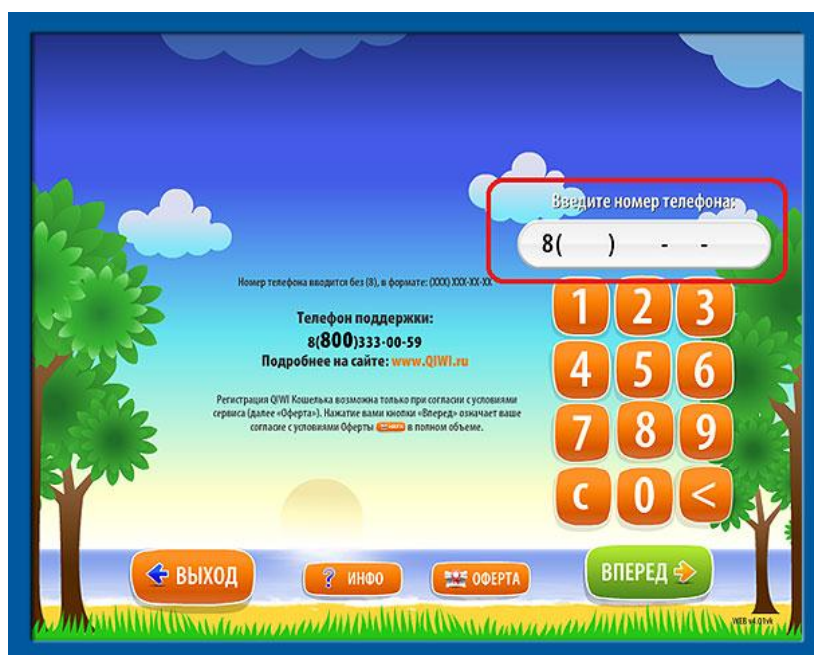 Введите номер телефона:
8( ) - -
Номер телефона вводится без (8), в формате: (XXX) XXX-XX-XX
Телефон поддержки:
8(800)333-00-59
Подробнее на сайте: www.QIWI.ru
Регистрация QIWI Кошелька возможна только при согласии с условиями
сервиса (далее «Оферта»). Нажатие вами кнопки «Вперед» означает ваше
согласие с условиями Оферты в полном объеме.
1 2 3
4 5 6
7 8 9
С 0 <
ВЫХОД
? ИНФО
ОФЕРТА
ВПЕРЕД
WEB v4.01vk